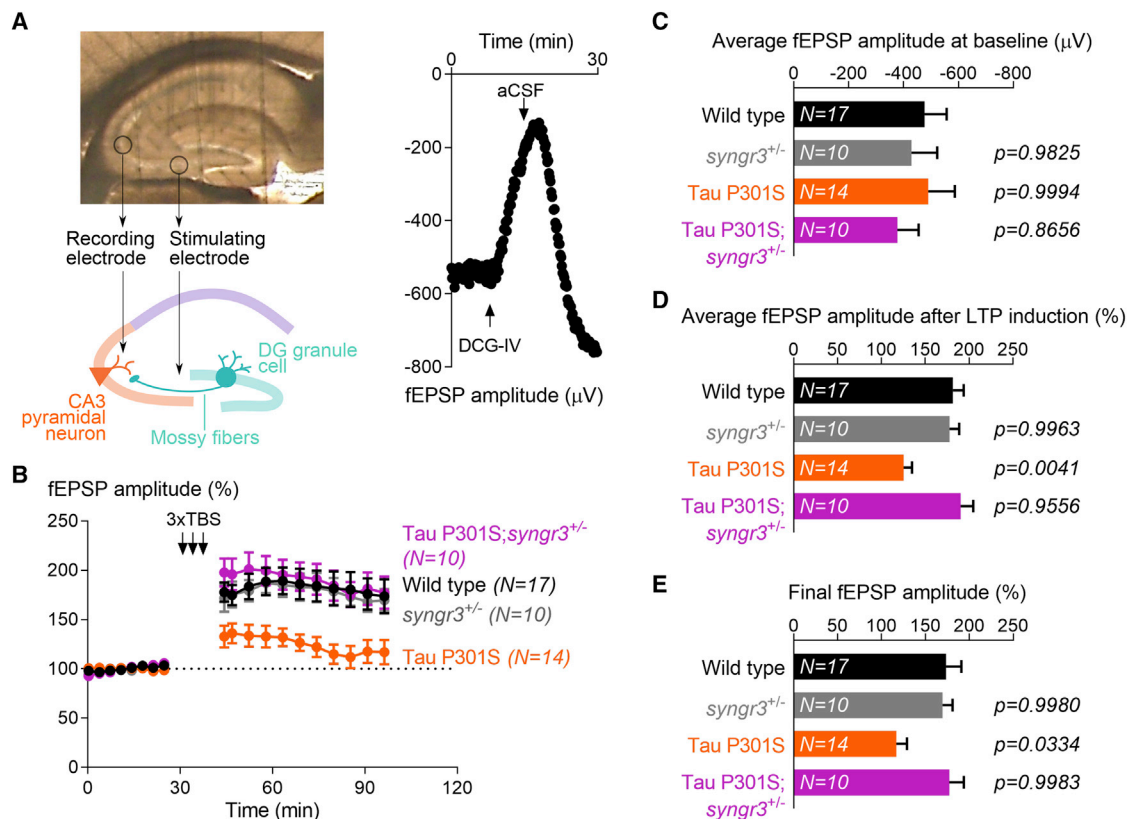 A
Recording
electrode
Stimulating
electrode
DG granule
cell
CA3
pyramidal
neuron
Mossy fibers
Time (min)
0 30
0
aCSF
-200
-400
-600
DCG-IV
-800
fEPSP amplitude (µV)
B
fEPSP amplitude (%)
250
3xTBS
200
150
100
50
0
0 30 60 90 120
Time (min)
Tau P301S;syngr3+/-
(N=10)
Wild type (N=17)
syngr3+/- (N=10)
Tau P301S (N=14)
C
Average fEPSP amplitude at baseline (µV)
0 -200 -400 -600 -800
Wild type N=17
syngr3+/- N=10 p=0.9825
Tau P301S N=14 p=0.9994
Tau P301S; N=10 p=0.8656
syngr3+/-
D
Average fEPSP amplitude after LTP induction (%)
0 50 100 150 200 250
Wild type N=17
syngr3+/- N=10 p=0.9963
Tau P301S N=14 p=0.0041
Tau P301S; N=10 p=0.9556
syngr3+/-
E
Final fEPSP amplitude (%)
0 50 100 150 200 250
Wild type N=17
syngr3+/- N=10 p=0.9980
Tau P301S N=14 p=0.0334
Tau P301S; N=10 p=0.9983
syngr3+/-